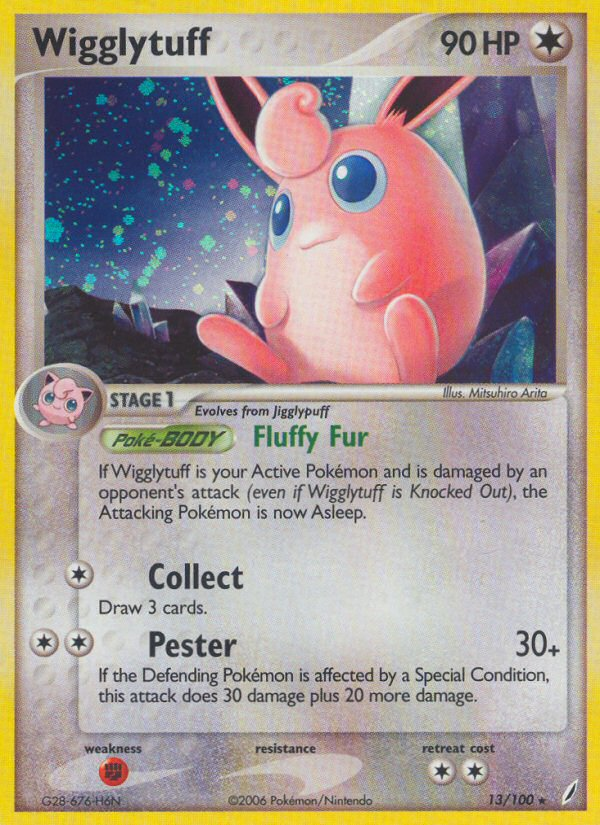 Wigglytuff 90 HP
Illus. Mitsuhiro Arita
STAGE 1
Evolves from Jigglypuff
Poké-BODY Fluffy Fur
If Wigglytuff is your Active Pokémon and is damaged by an
opponent's attack (even if Wigglytuff is Knocked Out), the
Attacking Pokémon is now Asleep.
Collect
Draw 3 cards.
Pester 30+
If the Defending Pokémon is affected by a Special Condition,
this attack does 30 damage plus 20 more damage.
weakness resistance retreat cost
G28-676-H6N ©2006 Pokémon/Nintendo 13/100 ★